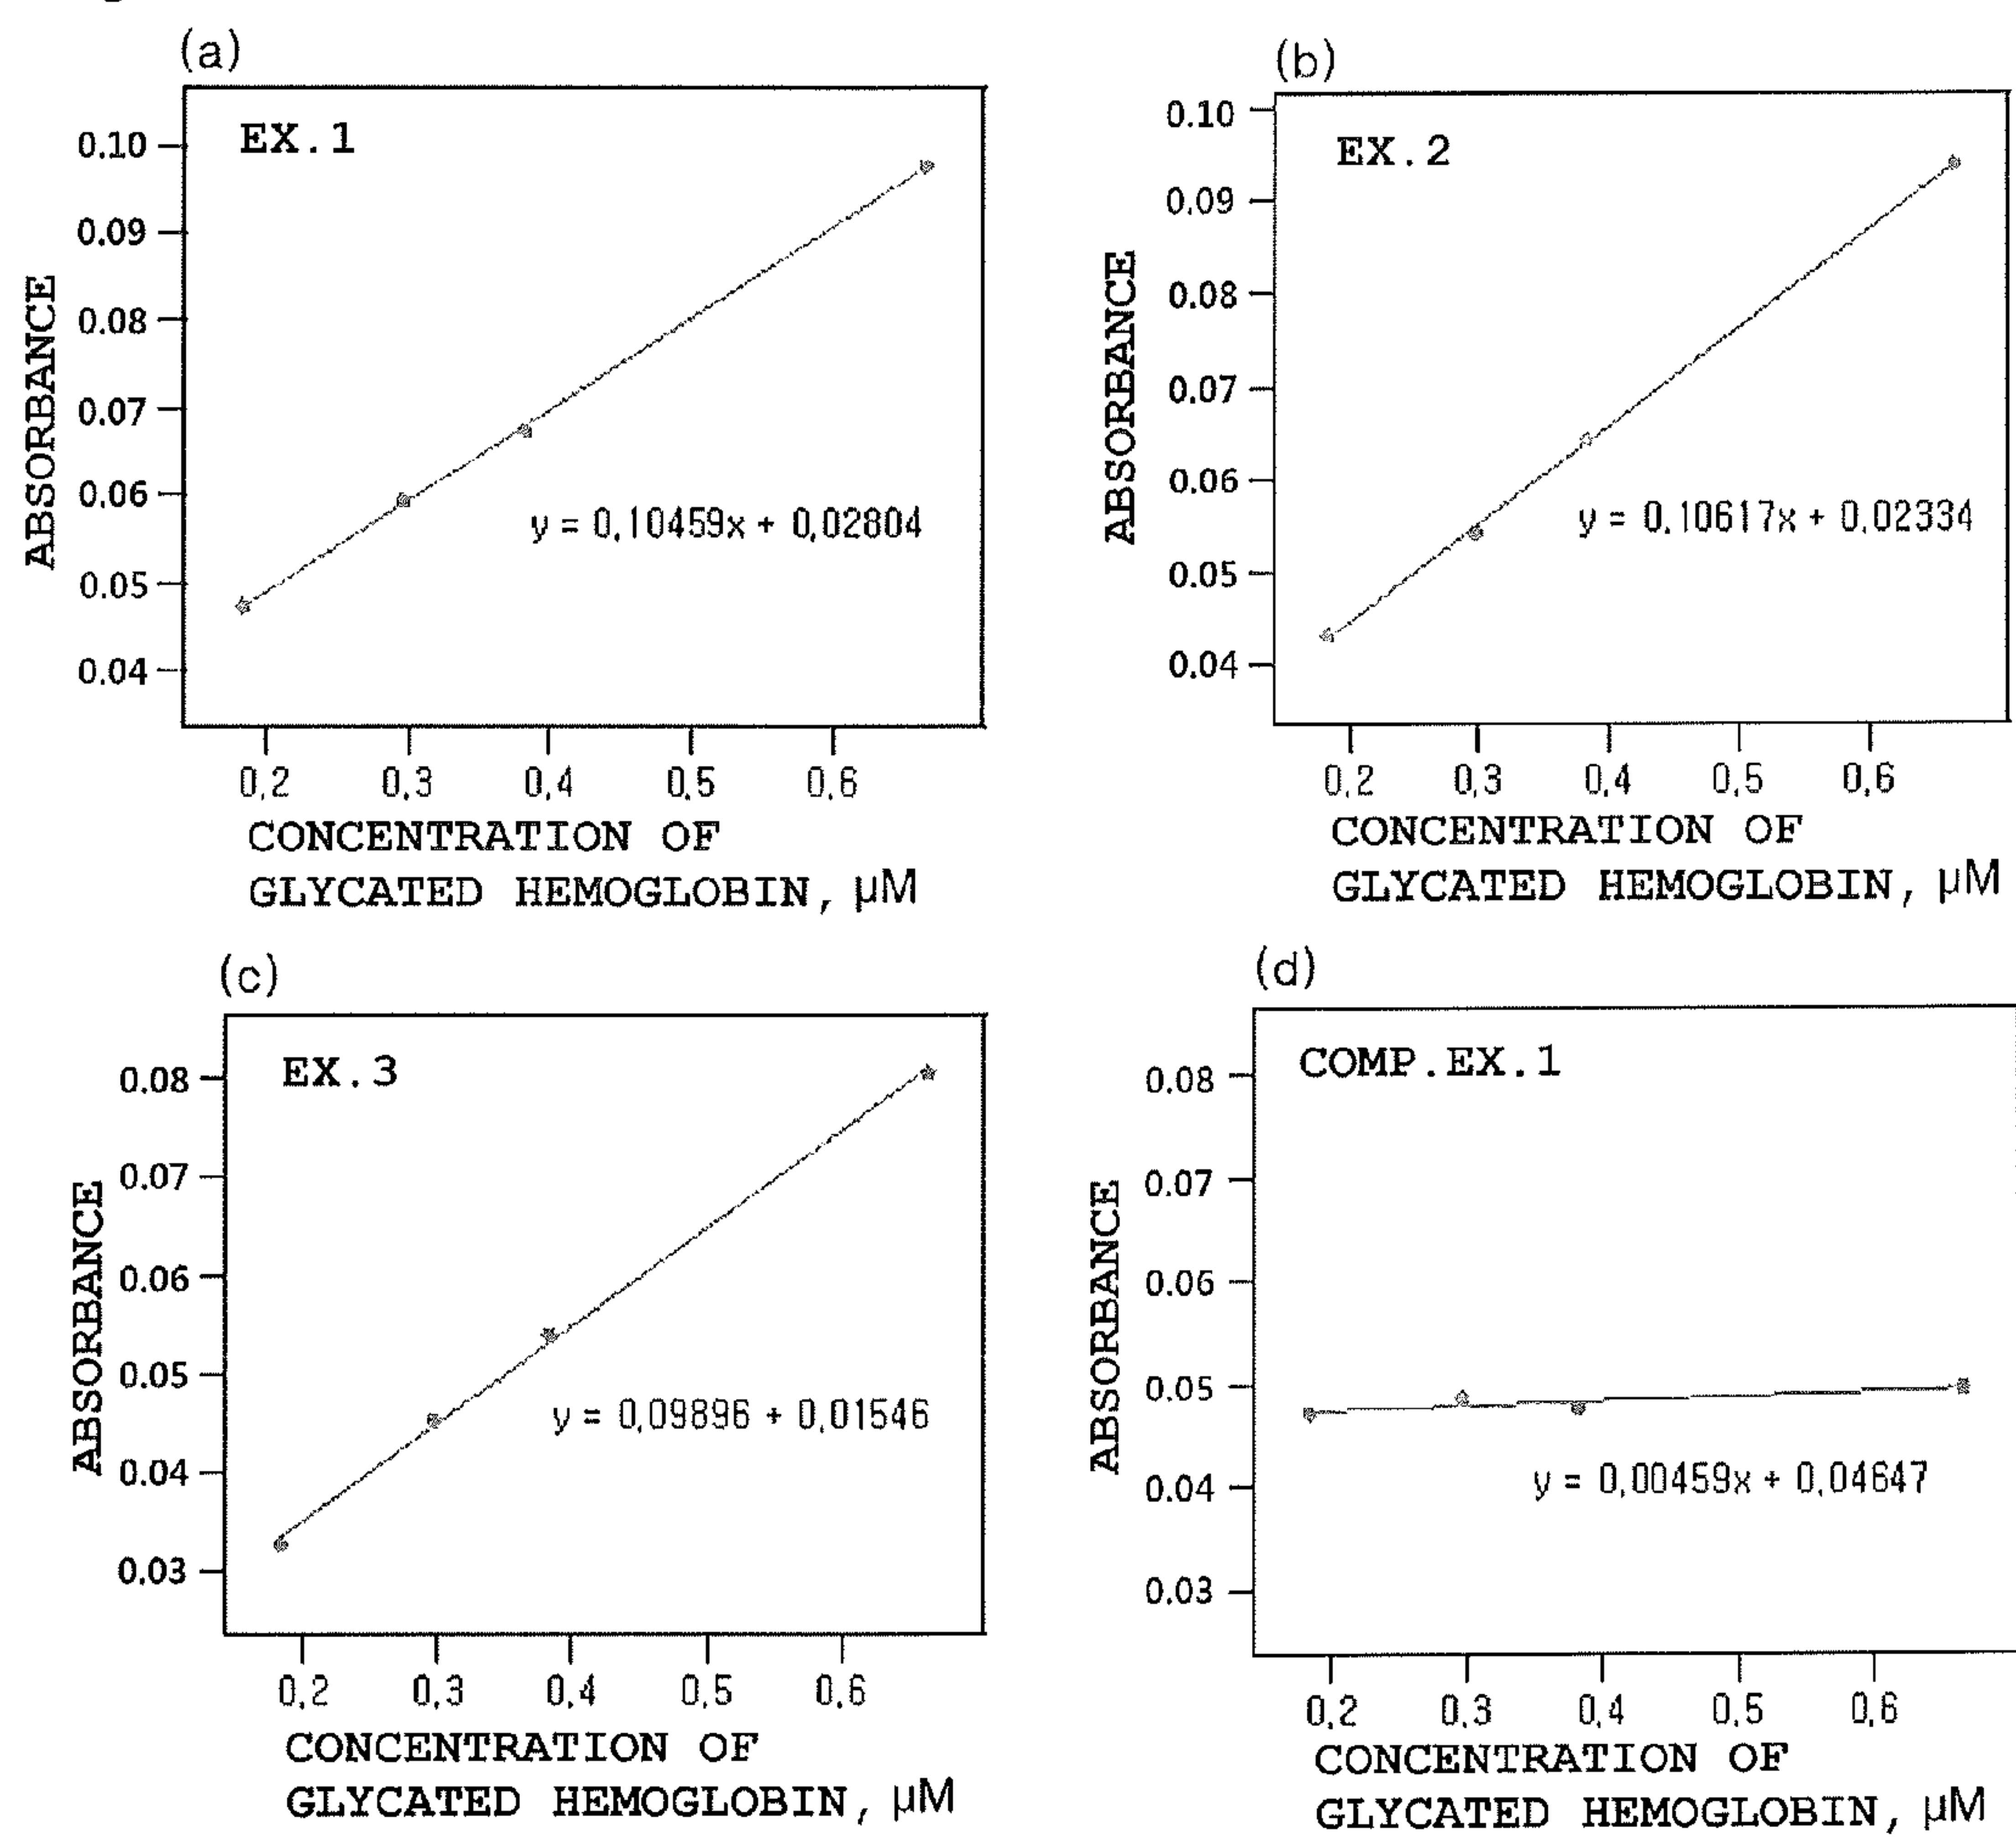 (a)
EX.1
0.10
0.09
0.08
0.07
0.06
0.05
0.04
ABSORBANCE
y = 0.10459x + 0.02804
0.2 0.3 0.4 0.5 0.6
CONCENTRATION OF
GLYCATED HEMOGLOBIN, µM
(b)
EX.2
0.10
0.09
0.08
0.07
0.06
0.05
0.04
ABSORBANCE
y = 0.10617x + 0.02334
0.2 0.3 0.4 0.5 0.6
CONCENTRATION OF
GLYCATED HEMOGLOBIN, µM
(c)
EX.3
0.08
0.07
0.06
0.05
0.04
0.03
ABSORBANCE
y = 0.09896 + 0.01546
0.2 0.3 0.4 0.5 0.6
CONCENTRATION OF
GLYCATED HEMOGLOBIN, µM
(d)
COMP.EX.1
0.08
0.07
0.06
0.05
0.04
0.03
ABSORBANCE
y = 0.00459x + 0.04647
0.2 0.3 0.4 0.5 0.6
CONCENTRATION OF
GLYCATED HEMOGLOBIN, µM